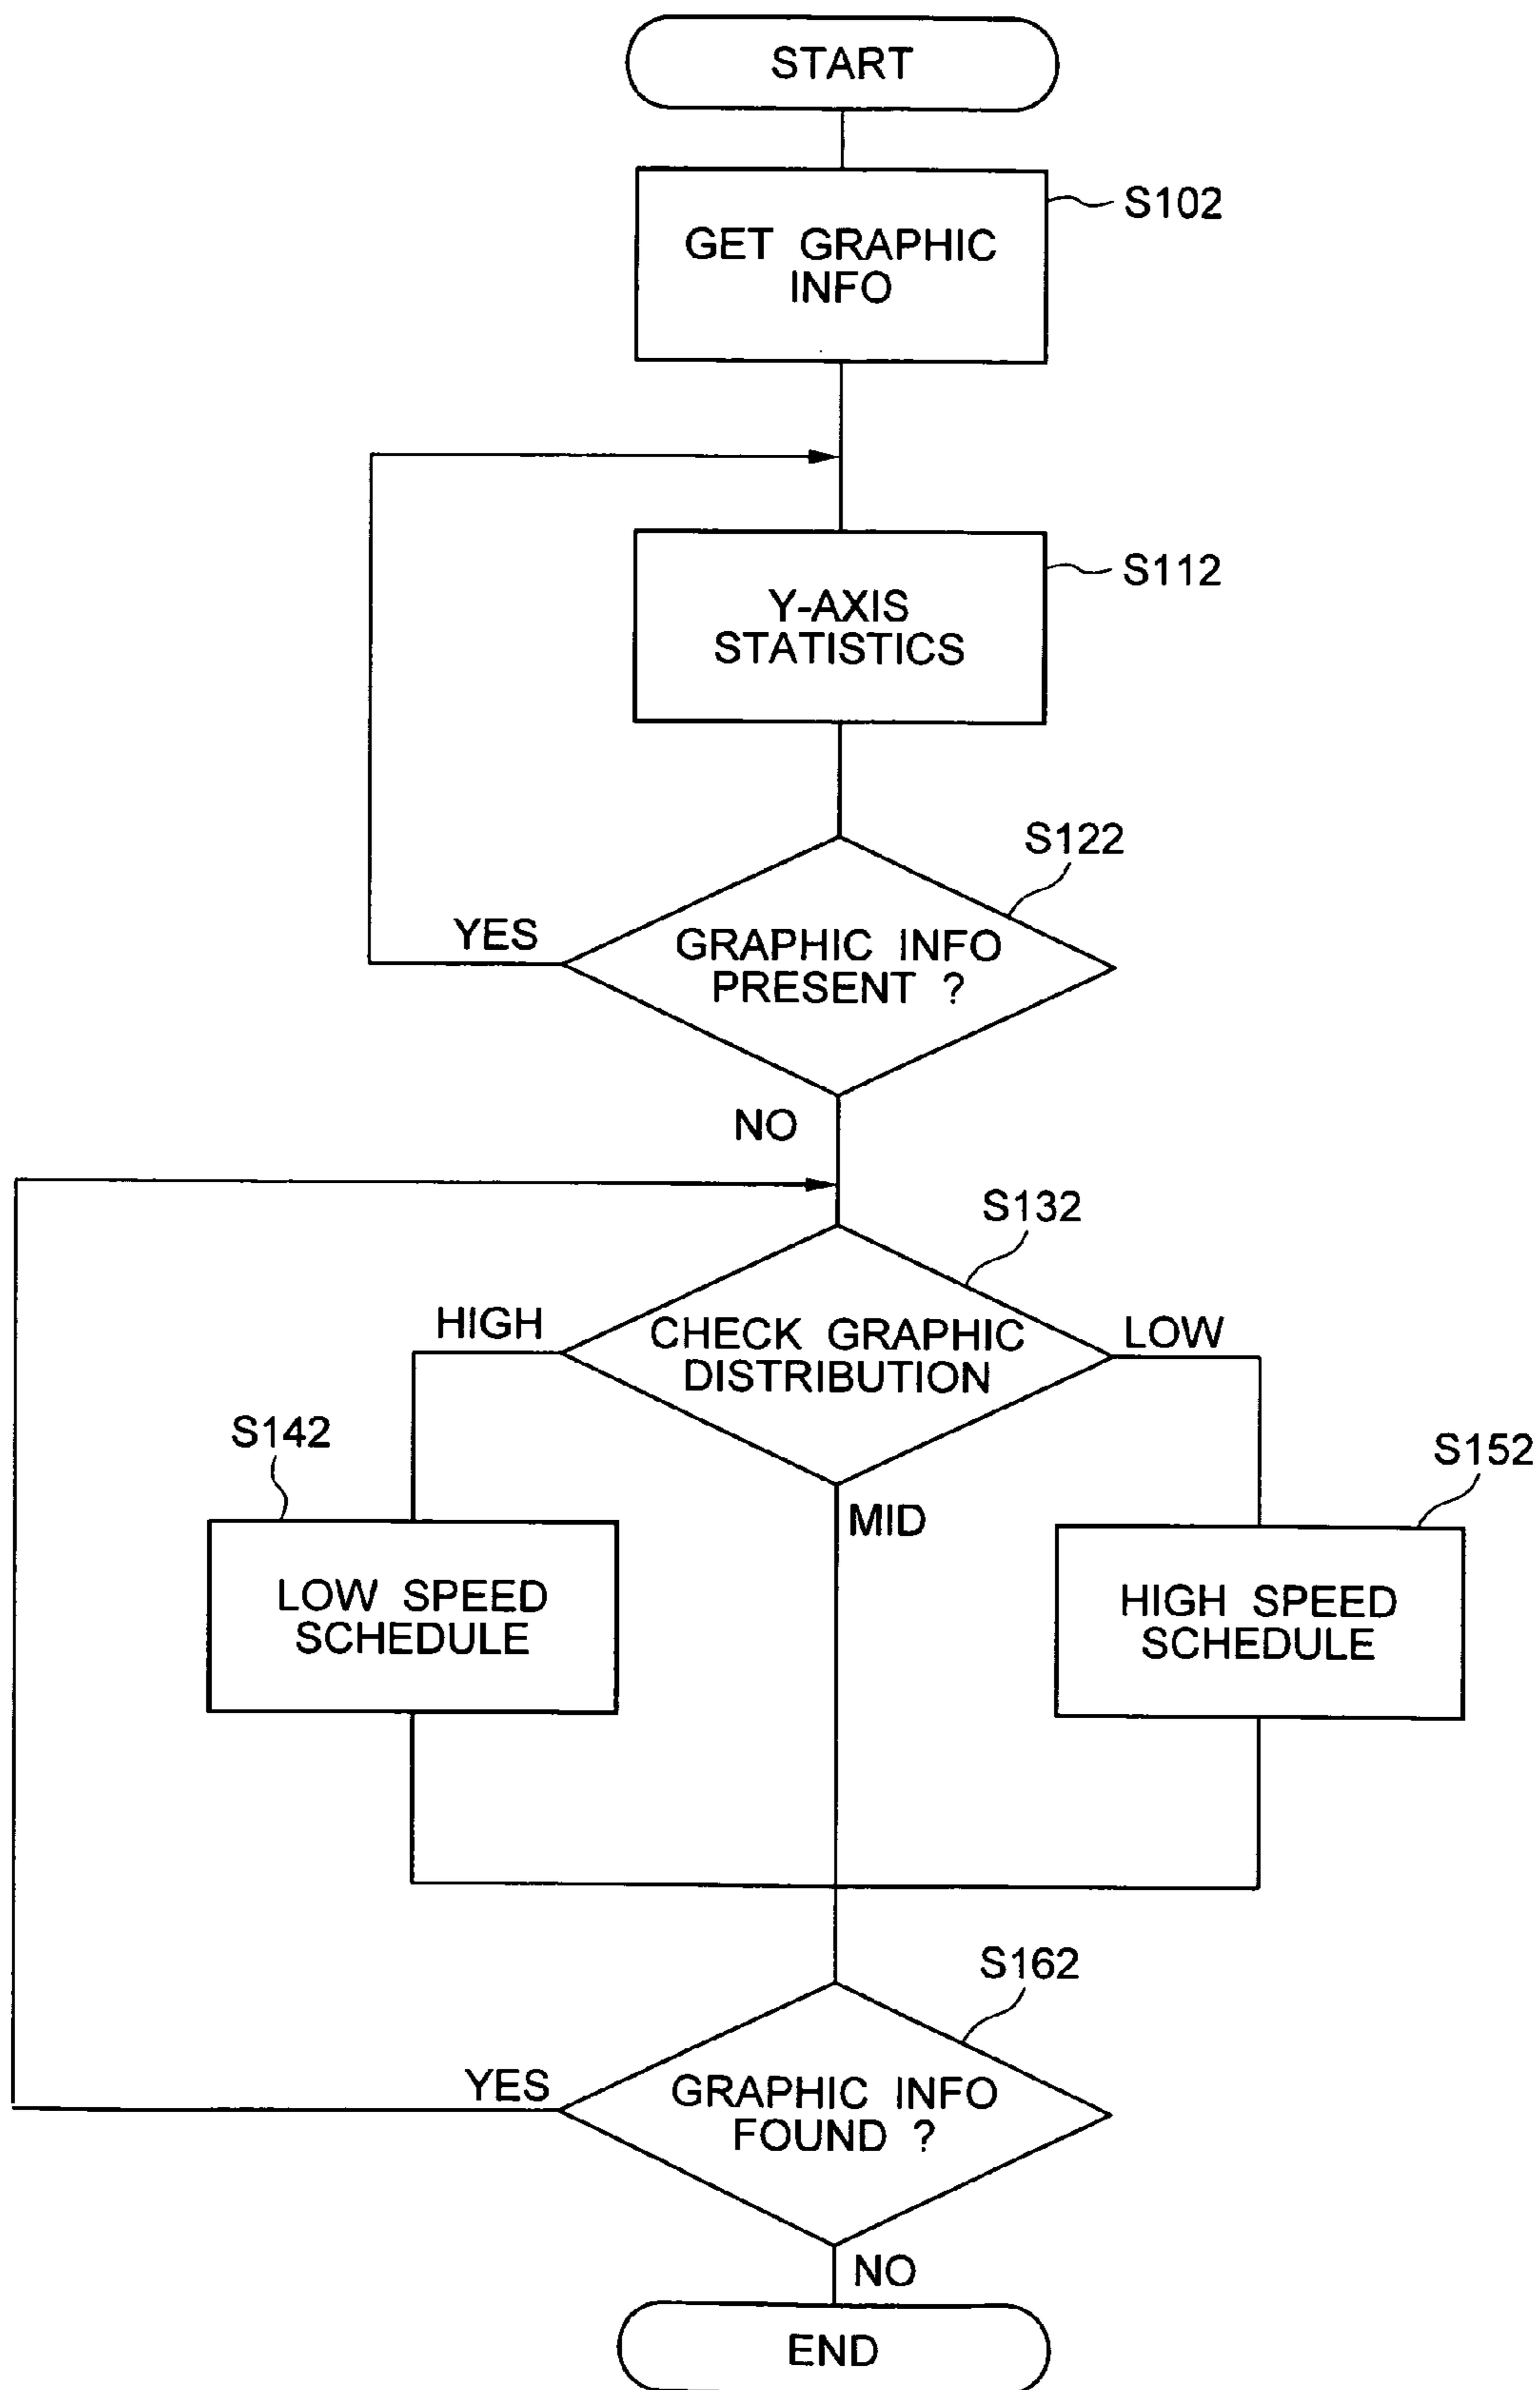 START
S102
GET GRAPHIC
INFO
S112
Y-AXIS
STATISTICS
S122
YES
GRAPHIC INFO
PRESENT ?
NO
S132
HIGH
CHECK GRAPHIC
DISTRIBUTION
LOW
S142
S152
MID
LOW SPEED
SCHEDULE
HIGH SPEED
SCHEDULE
S162
YES
GRAPHIC INFO
FOUND ?
NO
END